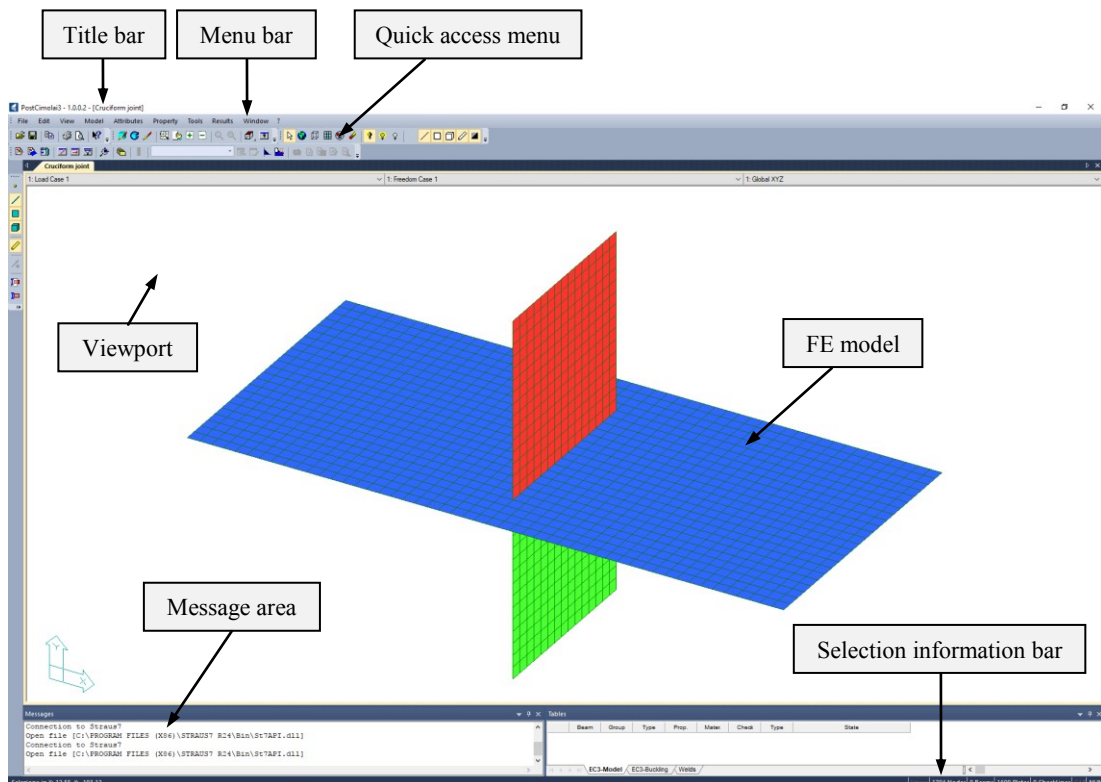 Title bar
Menu bar
Quick access menu
PostCimolai3 - 1.0.0.2 - [Cruciform joint]
File Edit View Model Attributes Property Tools Results Window ?
Cruciform joint
1: Load Case 1
1: Freedom Case 1
1: Global XYZ
Viewport
FE model
Message area
Selection information bar
Y
X
Messages
Connection to Straus7
Open file [C:\PROGRAM FILES (X86)\STRAUS7 R24\Bin\St7API.dll]
Connection to Straus7
Open file [C:\PROGRAM FILES (X86)\STRAUS7 R24\Bin\St7API.dll]
Tables
Beam Group Type Prop. Mater. Check Type State
EC3-Model EC3-Buckling Welds